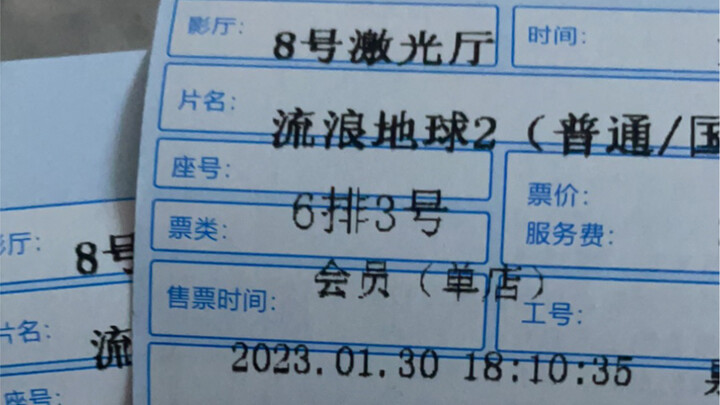 影厅: 8号激光厅 时间:
片名: 流浪地球2（普通/国
座号: 6排3号 票价:
票类: 会员（单店） 服务费:
售票时间: 2023.01.30 18:10:35 工号:
影厅: 8号
片名: 流
座号: